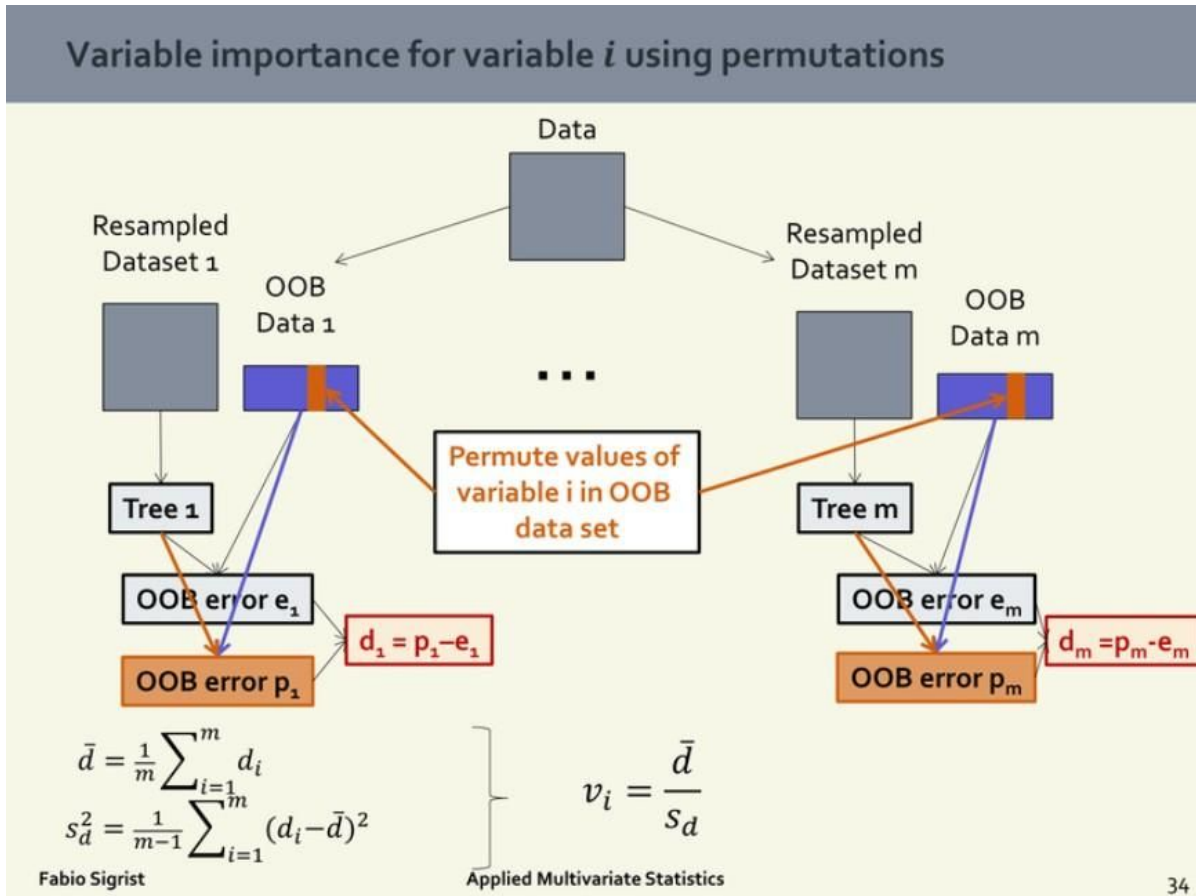 Variable importance for variable i using permutations
Data
Resampled
Dataset 1
OOB
Data 1
...
Resampled
Dataset m
OOB
Data m
Permute values of
variable i in OOB
data set
Tree 1
OOB error e₁
OOB error p₁
d₁ = p₁–e₁
Tree m
OOB error eₘ
OOB error pₘ
dₘ =pₘ-eₘ
d̄ = 1/m ∑_{i=1}^{m} d_i
s_d^2 = 1/(m−1) ∑_{i=1}^{m} (d_i–d̄)²
v_i = d̄/s_d
Fabio Sigrist
Applied Multivariate Statistics
34